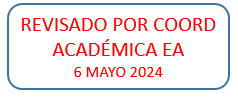 REVISADO POR COORD
ACADÉMICA EA
6 MAYO 2024